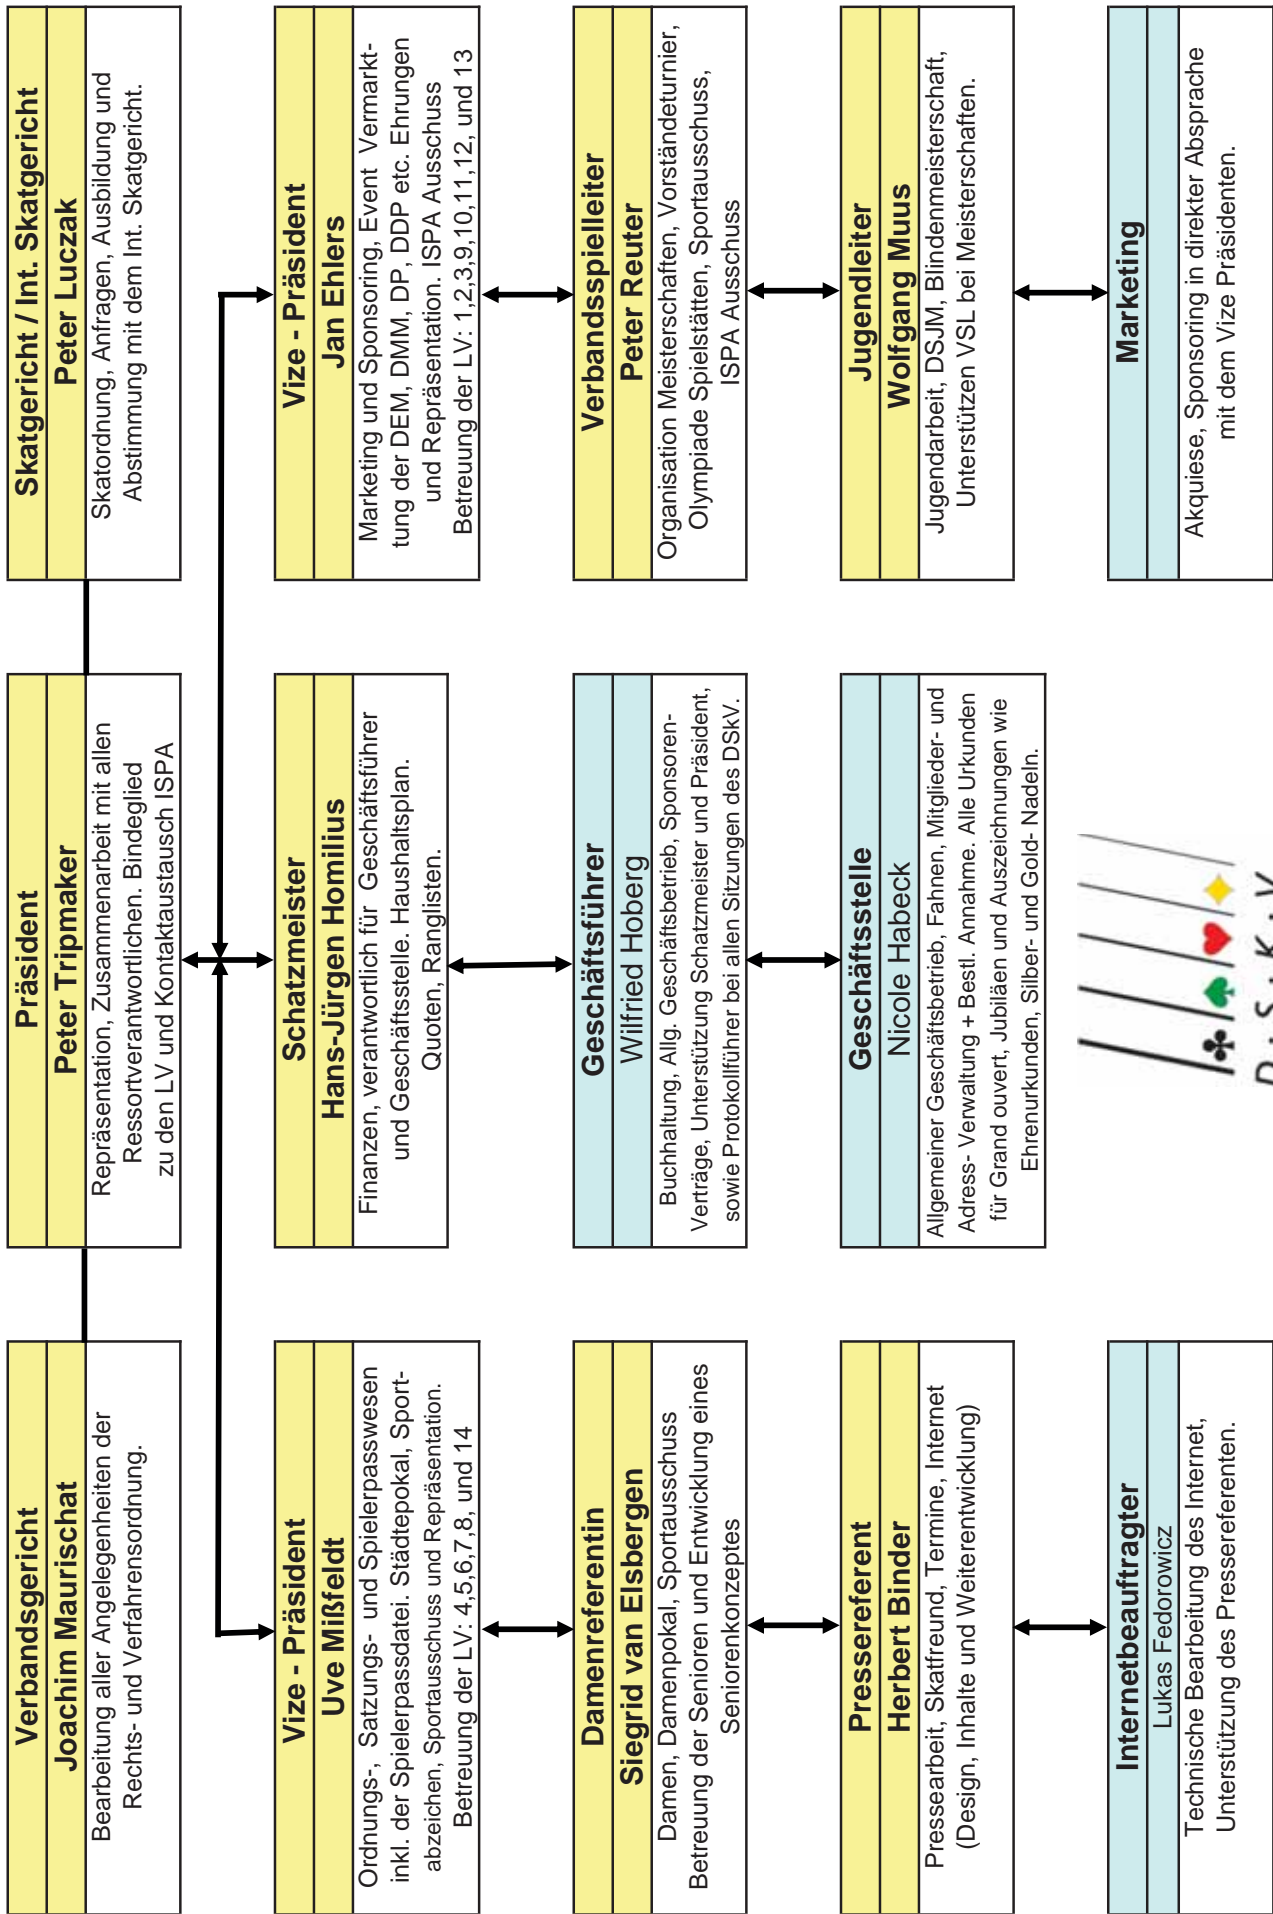 Verbandsgericht
Joachim Maurischat
Bearbeitung aller Angelegenheiten der
Rechts- und Verfahrensordnung.
Präsident
Peter Tripmaker
Repräsentation, Zusammenarbeit mit allen
Ressortverantwortlichen. Bindeglied
zu den LV und Kontaktaustausch ISPA
Skatgericht / Int. Skatgericht
Peter Luczak
Skatordnung, Anfragen, Ausbildung und
Abstimmung mit dem Int. Skatgericht.
Vize - Präsident
Uve Mißfeldt
Ordnungs-, Satzungs- und Spielerpasswesen
inkl. der Spielerpassdatei. Städtepokal, Sport-
abzeichen, Sportausschuss und Repräsentation.
Betreuung der LV: 4,5,6,7,8, und 14
Schatzmeister
Hans-Jürgen Homilius
Finanzen, verantwortlich für Geschäftsführer
und Geschäftsstelle. Haushaltsplan.
Quoten, Ranglisten.
Vize - Präsident
Jan Ehlers
Marketing und Sponsoring, Event Vermark-
tung der DEM, DMM, DP, DDP etc. Ehrungen
und Repräsentation. ISPA Ausschuss
Betreuung der LV: 1,2,3,9,10,11,12, und 13
Damenreferentin
Siegrid van Elsbergen
Damen, Damenpokal, Sportausschuss
Betreuung der Senioren und Entwicklung eines
Seniorenkonzeptes
Geschäftsführer
Wilfried Hoberg
Buchhaltung, Allg. Geschäftsbetrieb, Sponsoren-
Verträge, Unterstützung Schatzmeister und Präsident,
sowie Protokollführer bei allen Sitzungen des DSkV.
Verbandsspielleiter
Peter Reuter
Organisation Meisterschaften, Vorständeturnier,
Olympiade Spielstätten, Sportausschuss,
ISPA Ausschuss
Pressereferent
Herbert Binder
Pressearbeit, Skatfreund, Termine, Internet
(Design, Inhalte und Weiterentwicklung)
Geschäftsstelle
Nicole Habeck
Allgemeiner Geschäftsbetrieb, Fahnen, Mitglieder- und
Adress- Verwaltung + Bestl. Annahme. Alle Urkunden
für Grand ouvert, Jubiläen und Auszeichnungen wie
Ehrenurkunden, Silber- und Gold- Nadeln.
Jugendleiter
Wolfgang Muus
Jugendarbeit, DSJM, Blindenmeisterschaft,
Unterstützen VSL bei Meisterschaften.
Internetbeauftragter
Lukas Fedorowicz
Technische Bearbeitung des Internet,
Unterstützung des Pressereferenten.
D . S . K . V
Marketing
Akquiese, Sponsoring in direkter Absprache
mit dem Vize Präsidenten.